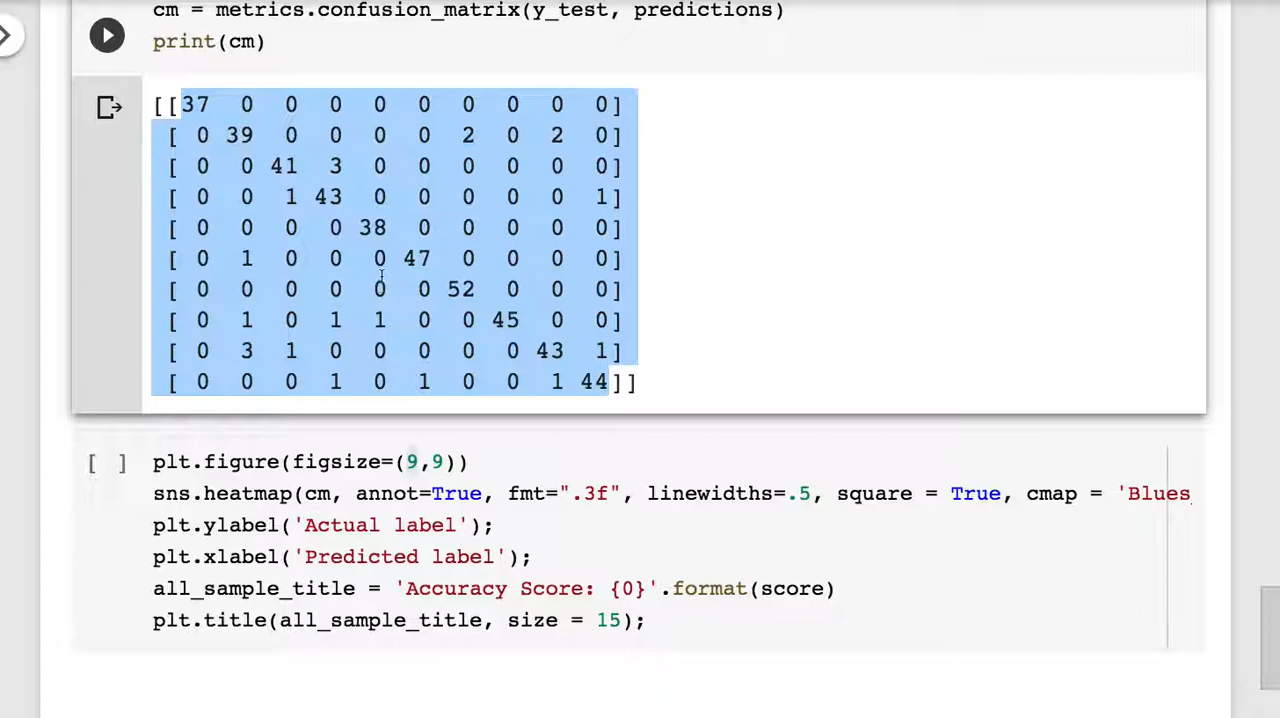 cm = metrics.confusion_matrix(y_test, predictions)
print(cm)
[[37 0 0 0 0 0 0 0 0 0]
[ 0 39 0 0 0 0 2 0 2 0]
[ 0 0 41 3 0 0 0 0 0 0]
[ 0 0 1 43 0 0 0 0 0 1]
[ 0 0 0 0 38 0 0 0 0 0]
[ 0 1 0 0 0 47 0 0 0 0]
[ 0 0 0 0 0 0 52 0 0 0]
[ 0 1 0 1 1 0 0 45 0 0]
[ 0 3 1 0 0 0 0 0 43 1]
[ 0 0 0 1 0 1 0 0 1 44]]
[ ] plt.figure(figsize=(9,9))
sns.heatmap(cm, annot=True, fmt=".3f", linewidths=.5, square = True, cmap = 'Blues
plt.ylabel('Actual label');
plt.xlabel('Predicted label');
all_sample_title = 'Accuracy Score: {0}'.format(score)
plt.title(all_sample_title, size = 15);